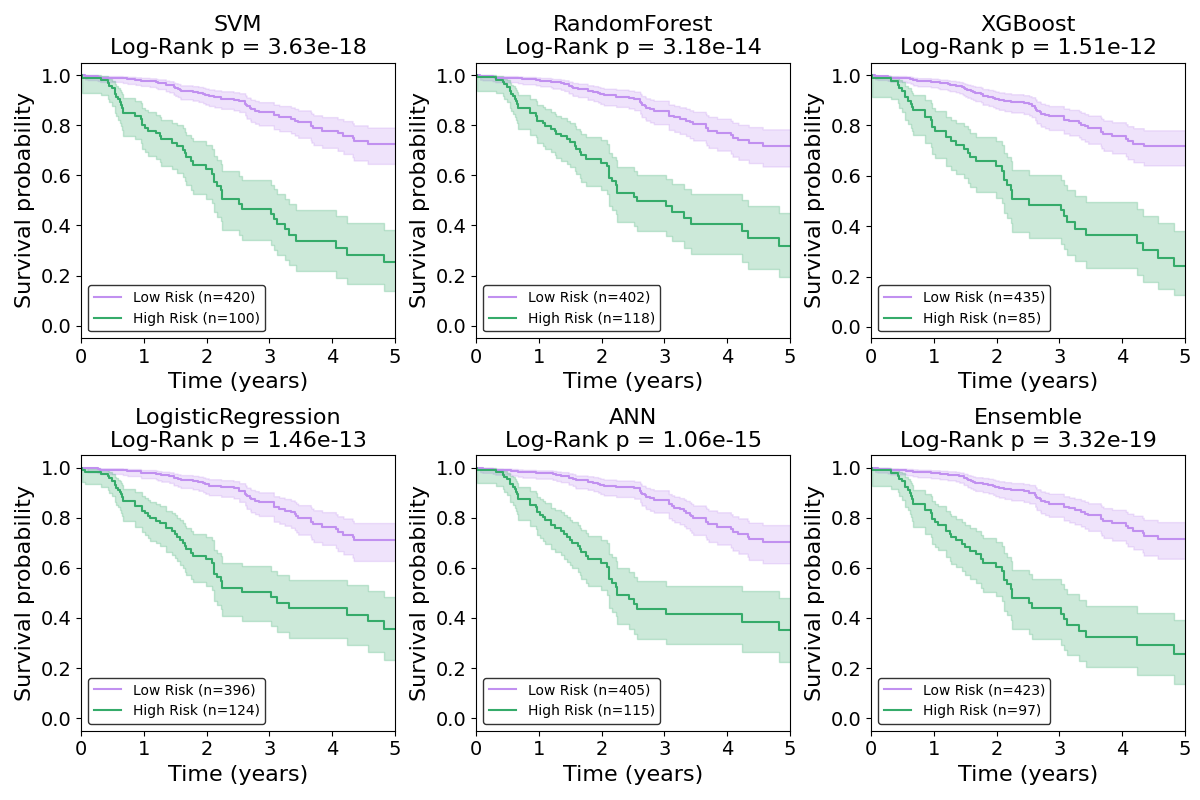 SVM
Log-Rank p = 3.63e-18
Survival probability
1.0
0.8
0.6
0.4
0.2
0.0
Low Risk (n=420)
High Risk (n=100)
0 1 2 3 4 5
Time (years)
RandomForest
Log-Rank p = 3.18e-14
Survival probability
1.0
0.8
0.6
0.4
0.2
0.0
Low Risk (n=402)
High Risk (n=118)
0 1 2 3 4 5
Time (years)
XGBoost
Log-Rank p = 1.51e-12
Survival probability
1.0
0.8
0.6
0.4
0.2
0.0
Low Risk (n=435)
High Risk (n=85)
0 1 2 3 4 5
Time (years)
LogisticRegression
Log-Rank p = 1.46e-13
Survival probability
1.0
0.8
0.6
0.4
0.2
0.0
Low Risk (n=396)
High Risk (n=124)
0 1 2 3 4 5
Time (years)
ANN
Log-Rank p = 1.06e-15
Survival probability
1.0
0.8
0.6
0.4
0.2
0.0
Low Risk (n=405)
High Risk (n=115)
0 1 2 3 4 5
Time (years)
Ensemble
Log-Rank p = 3.32e-19
Survival probability
1.0
0.8
0.6
0.4
0.2
0.0
Low Risk (n=423)
High Risk (n=97)
0 1 2 3 4 5
Time (years)